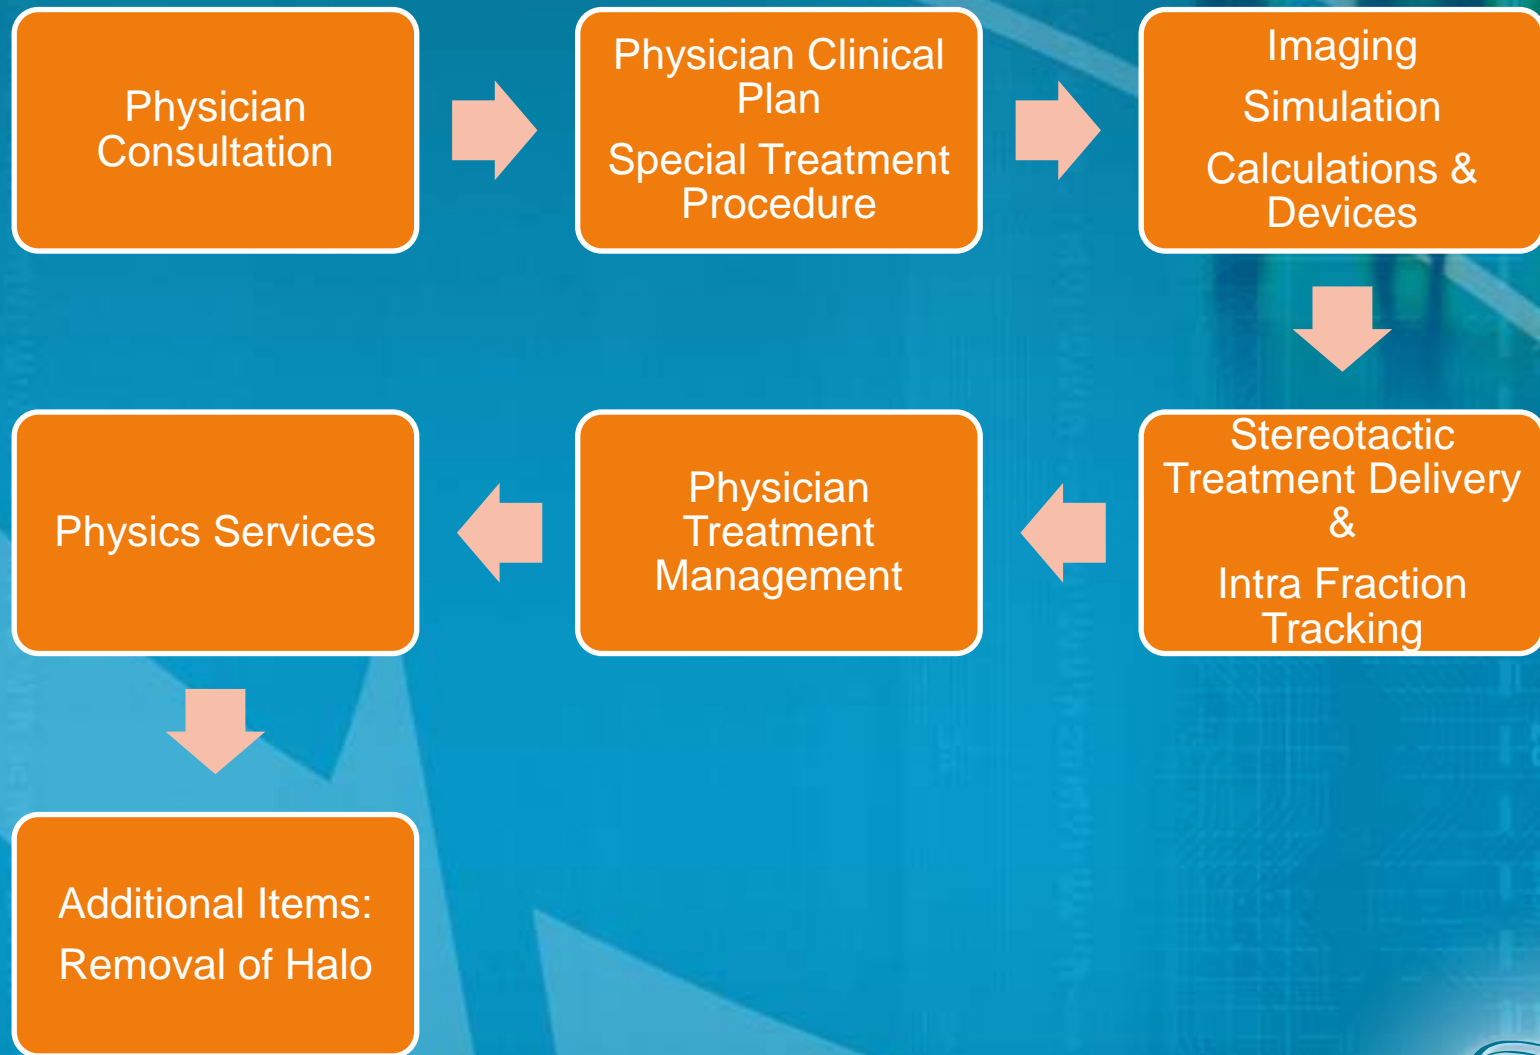 Physician
Consultation
Physician Clinical
Plan
Special Treatment
Procedure
Imaging
Simulation
Calculations &
Devices
Stereotactic
Treatment Delivery
&
Intra Fraction
Tracking
Physician
Treatment
Management
Physics Services
Additional Items:
Removal of Halo